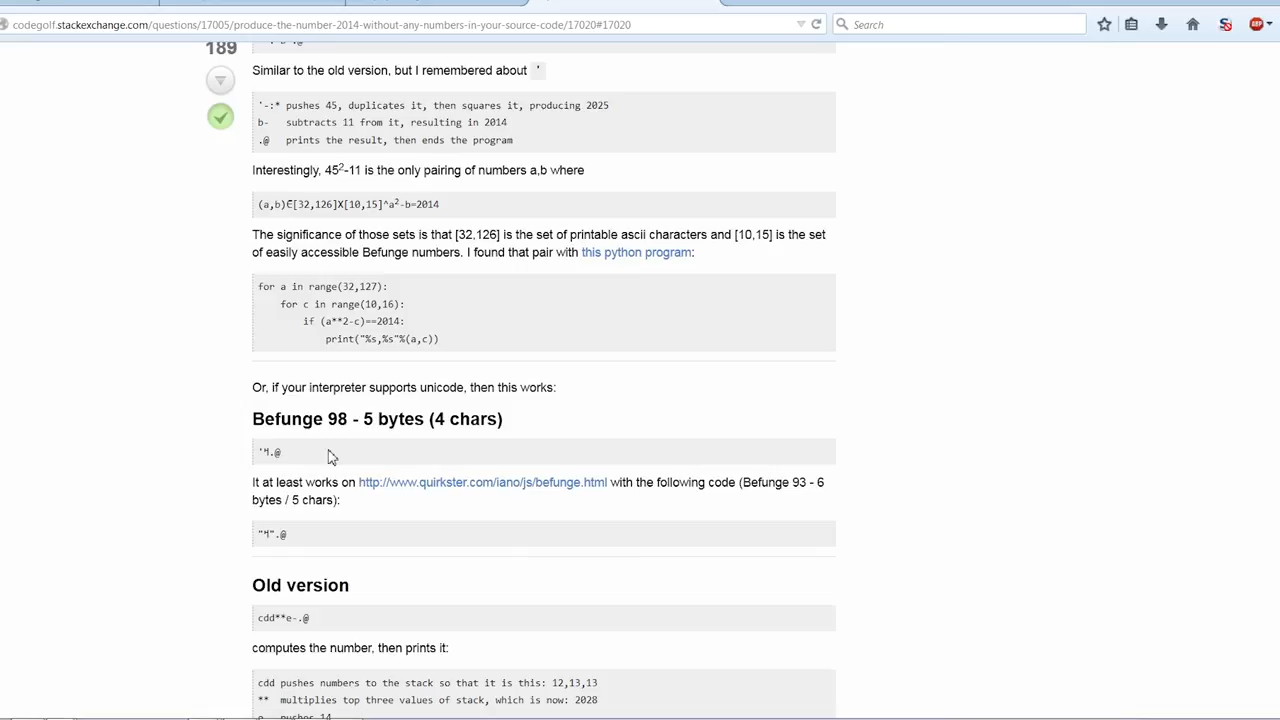 codegolf.stackexchange.com/questions/17005/produce-the-number-2014-without-any-numbers-in-your-source-code/17020#17020
Search
189
Similar to the old version, but I remembered about '
'-:* pushes 45, duplicates it, then squares it, producing 2025
b- subtracts 11 from it, resulting in 2014
.@ prints the result, then ends the program
Interestingly, 45²-11 is the only pairing of numbers a,b where
(a,b)∈[32,126]X[10,15]^a²-b=2014
The significance of those sets is that [32,126] is the set of printable ascii characters and [10,15] is the set
of easily accessible Befunge numbers. I found that pair with this python program:
for a in range(32,127):
for c in range(10,16):
if (a**2-c)==2014:
print("%s,%s"%(a,c))
Or, if your interpreter supports unicode, then this works:
Befunge 98 - 5 bytes (4 chars)
'ߞ.@
It at least works on http://www.quirkster.com/iano/js/befunge.html with the following code (Befunge 93 - 6
bytes / 5 chars):
"ߞ".@
Old version
cdd**e-.@
computes the number, then prints it:
cdd pushes numbers to the stack so that it is this: 12,13,13
** multiplies top three values of stack, which is now: 2028
e pushes 14